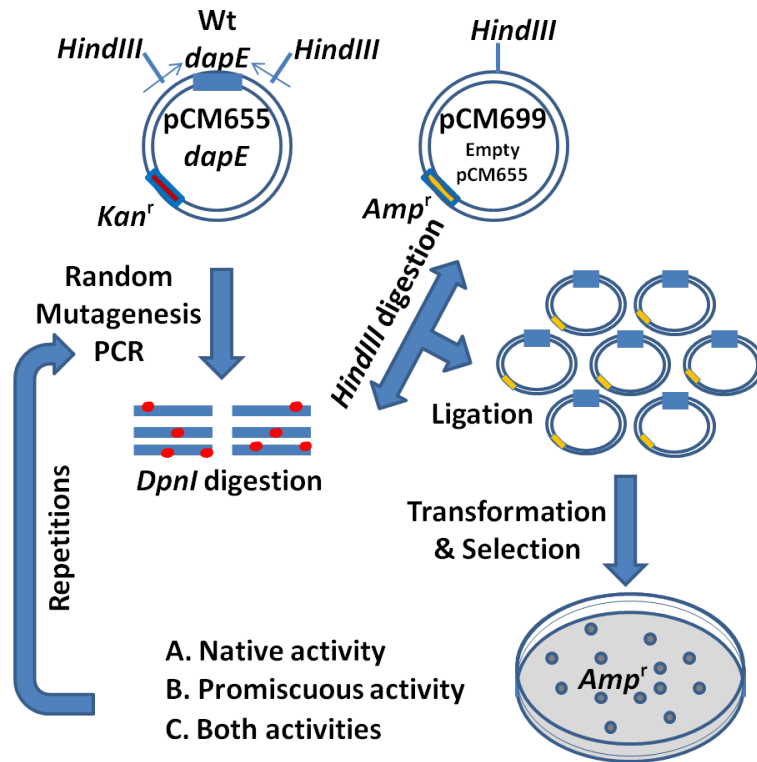 Wt
HindIII
dapE
HindIII
pCM655
dapE
Kanʳ
HindIII
pCM699
Empty
pCM655
Ampʳ
Random
Mutagenesis
PCR
HindIII digestion
Ligation
DpnI digestion
Repetitions
Transformation
& Selection
A. Native activity
B. Promiscuous activity
C. Both activities
Ampʳ